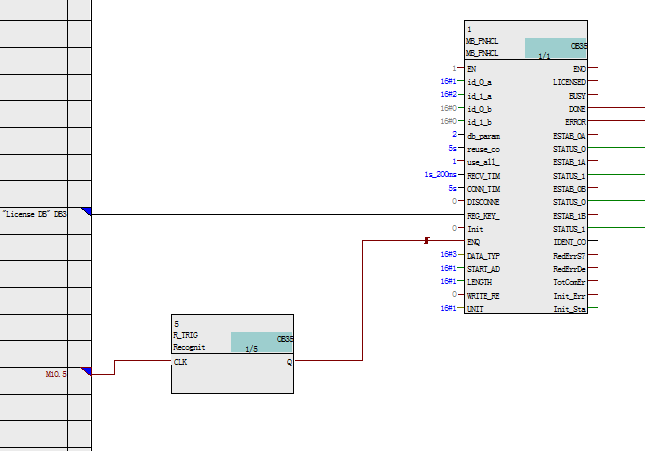 1
MB_PNHCL
MB_PNHCL
OB35
1/1
1 EN ENO
16#1 id_0_a LICENSED
16#2 id_1_a BUSY
16#0 id_0_b DONE
16#0 id_1_b ERROR
2 db_param ESTAB_0A
5s reuse_co STATUS_0
1 use_all_ ESTAB_1A
1s_200ms RECV_TIM STATUS_1
5s CONN_TIM ESTAB_0B
0 DISCONNE STATUS_0
"License DB" DB3 REG_KEY_ ESTAB_1B
0 Init STATUS_1
ENQ IDENT_CO
16#3 DATA_TYP RedErrS7
16#1 START_AD RedErrDe
16#1 LENGTH TotComEr
0 WRITE_RE Init_Err
16#1 UNIT Init_Sta
5
R_TRIG
OB35
Recognit
1/5
M10.5 CLK Q